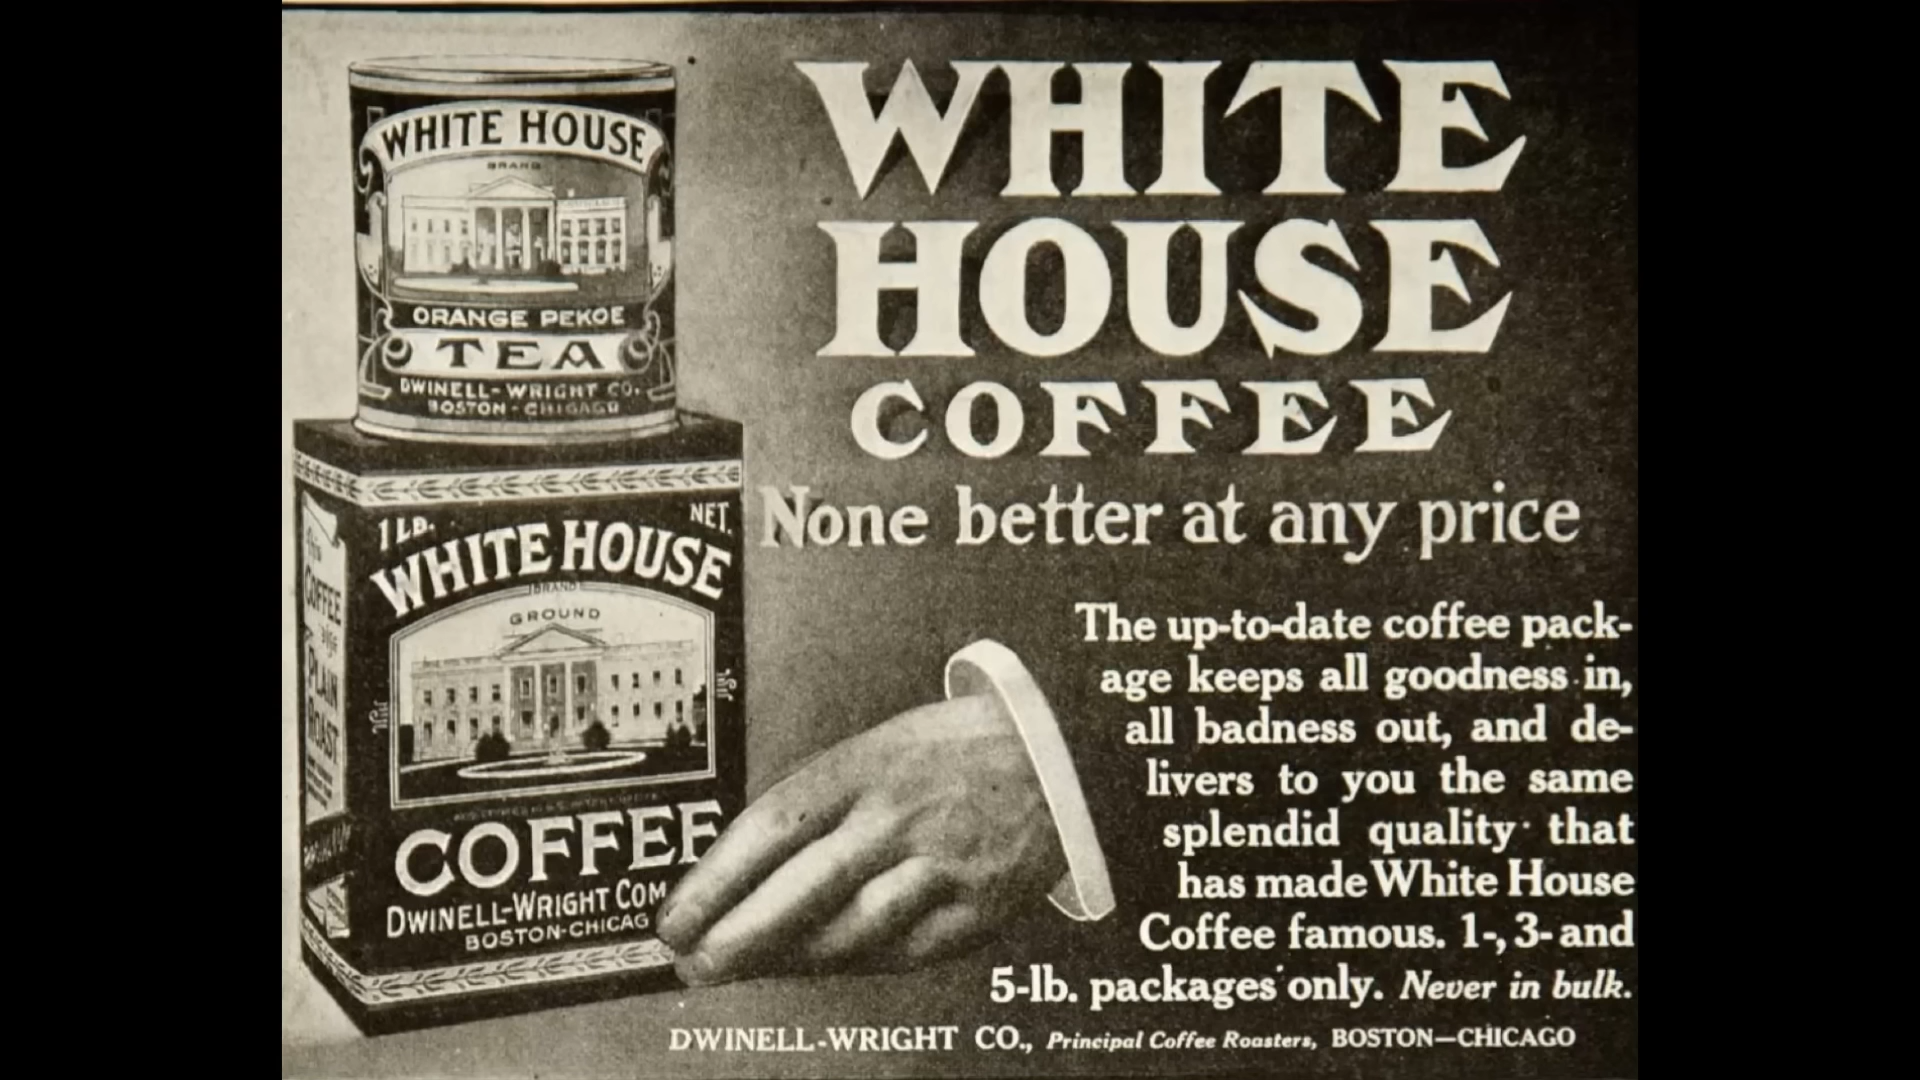 WHITE HOUSE
BRAND
ORANGE PEKOE
TEA
DWINELL-WRIGHT CO.
BOSTON-CHICAGO
1 LB. NET.
WHITE HOUSE
BRAND
GROUND
COFFEE
DWINELL-WRIGHT COM
BOSTON-CHICAG
COFFEE
PLAIN
ROAST
WHITE
HOUSE
COFFEE
None better at any price
The up-to-date coffee pack-
age keeps all goodness in,
all badness out, and de-
livers to you the same
splendid quality that
has made White House
Coffee famous. 1-, 3- and
5-lb. packages only. Never in bulk.
DWINELL-WRIGHT CO., Principal Coffee Roasters, BOSTON—CHICAGO